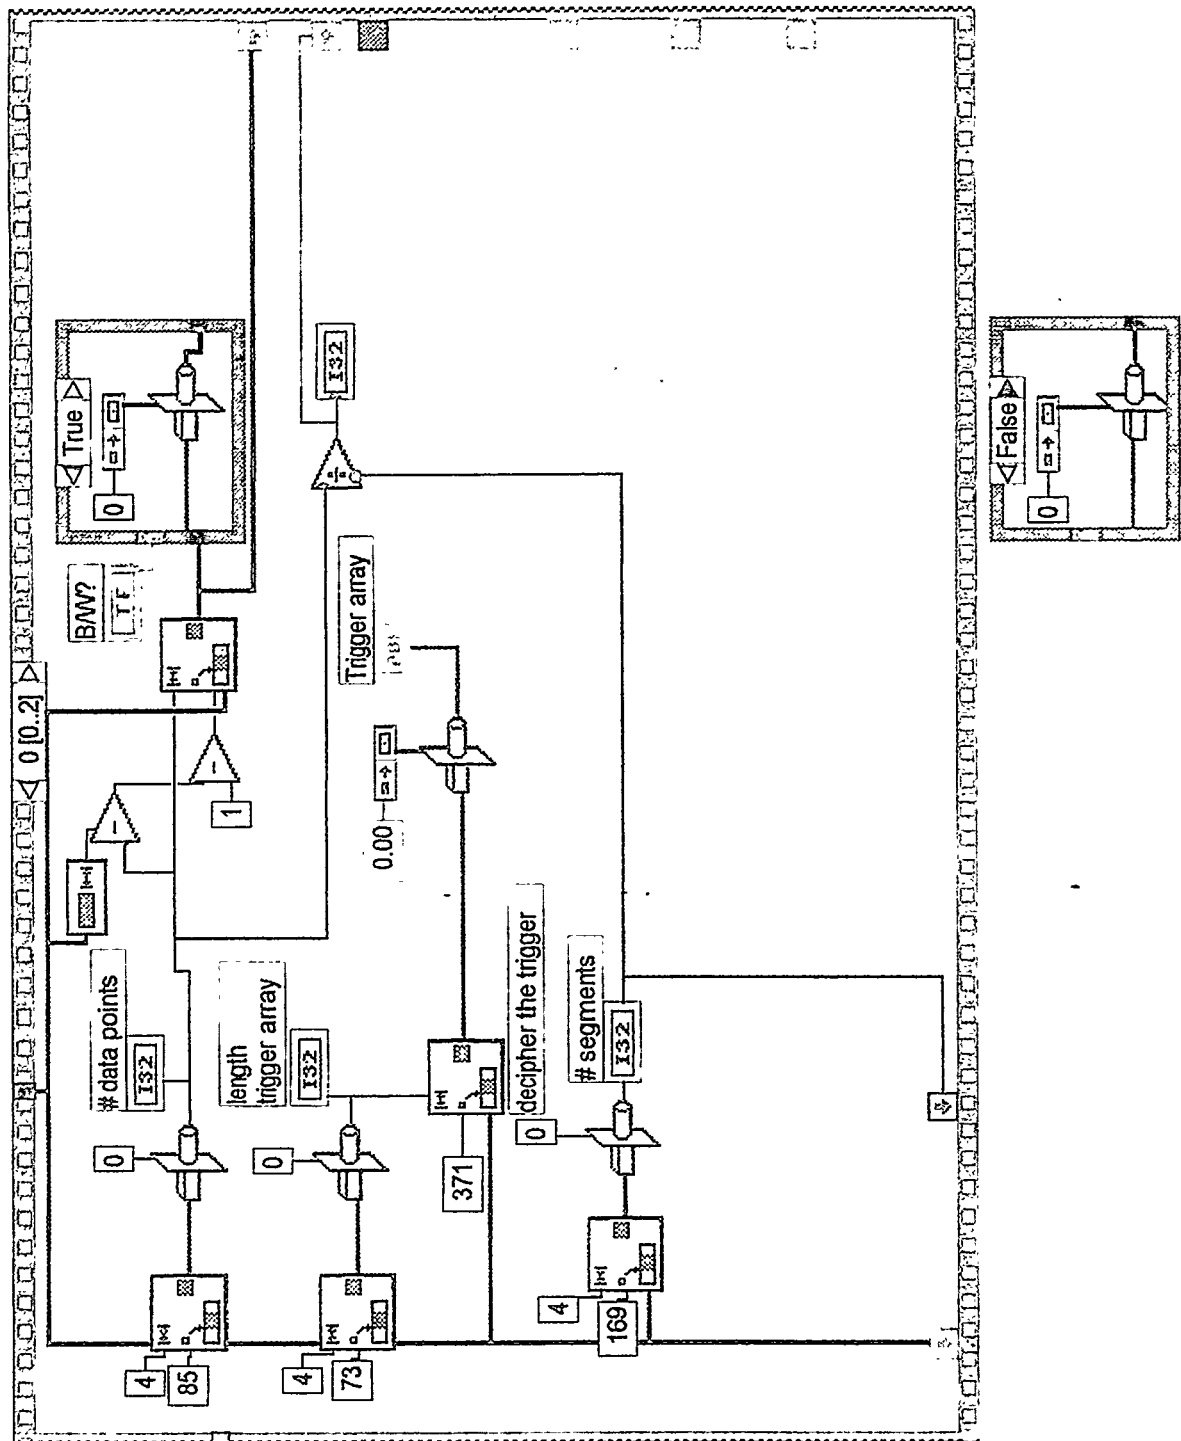 0 [0..2]
True
0
B/W?
TF
1
# data points
I32
0
4
85
length
trigger array
I32
0
4
73
I32
Trigger array
0.00
371
decipher the trigger
# segments
I32
0
4
169
False
0